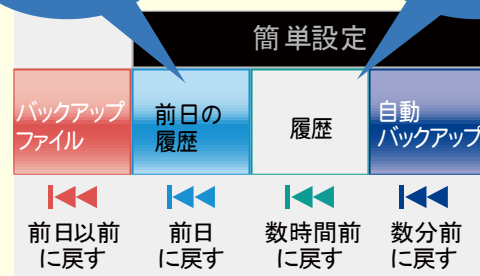 簡単設定
バックアップ
ファイル
前日の
履歴
履歴
自動
バックアップ
前日以前
に戻す
前日
に戻す
数時間前
に戻す
数分前
に戻す